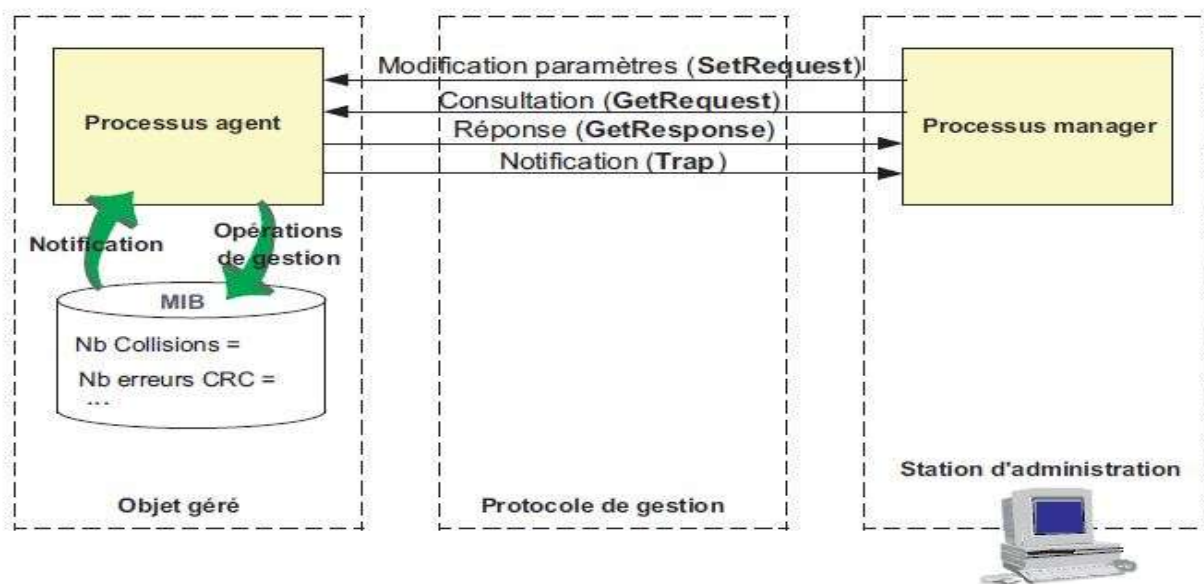 Modification paramètres (SetRequest)
Consultation (GetRequest)
Processus agent
Réponse (GetResponse)
Processus manager
Notification (Trap )
Notification
Opérations
de gestion
MIB
Nb Collisions =
Nb erreurs CRC =
...
Station d'administration
Objet géré
Protocole de gestion